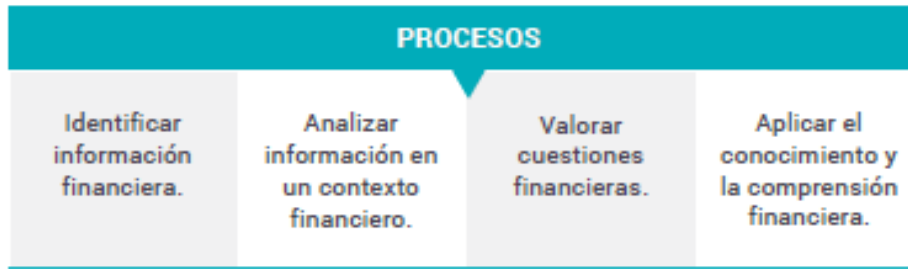 PROCESOS
Identificar
información
financiera.
Analizar
información en
un contexto
financiero.
Valorar
cuestiones
financieras.
Aplicar el
conocimiento y
la comprensión
financiera.